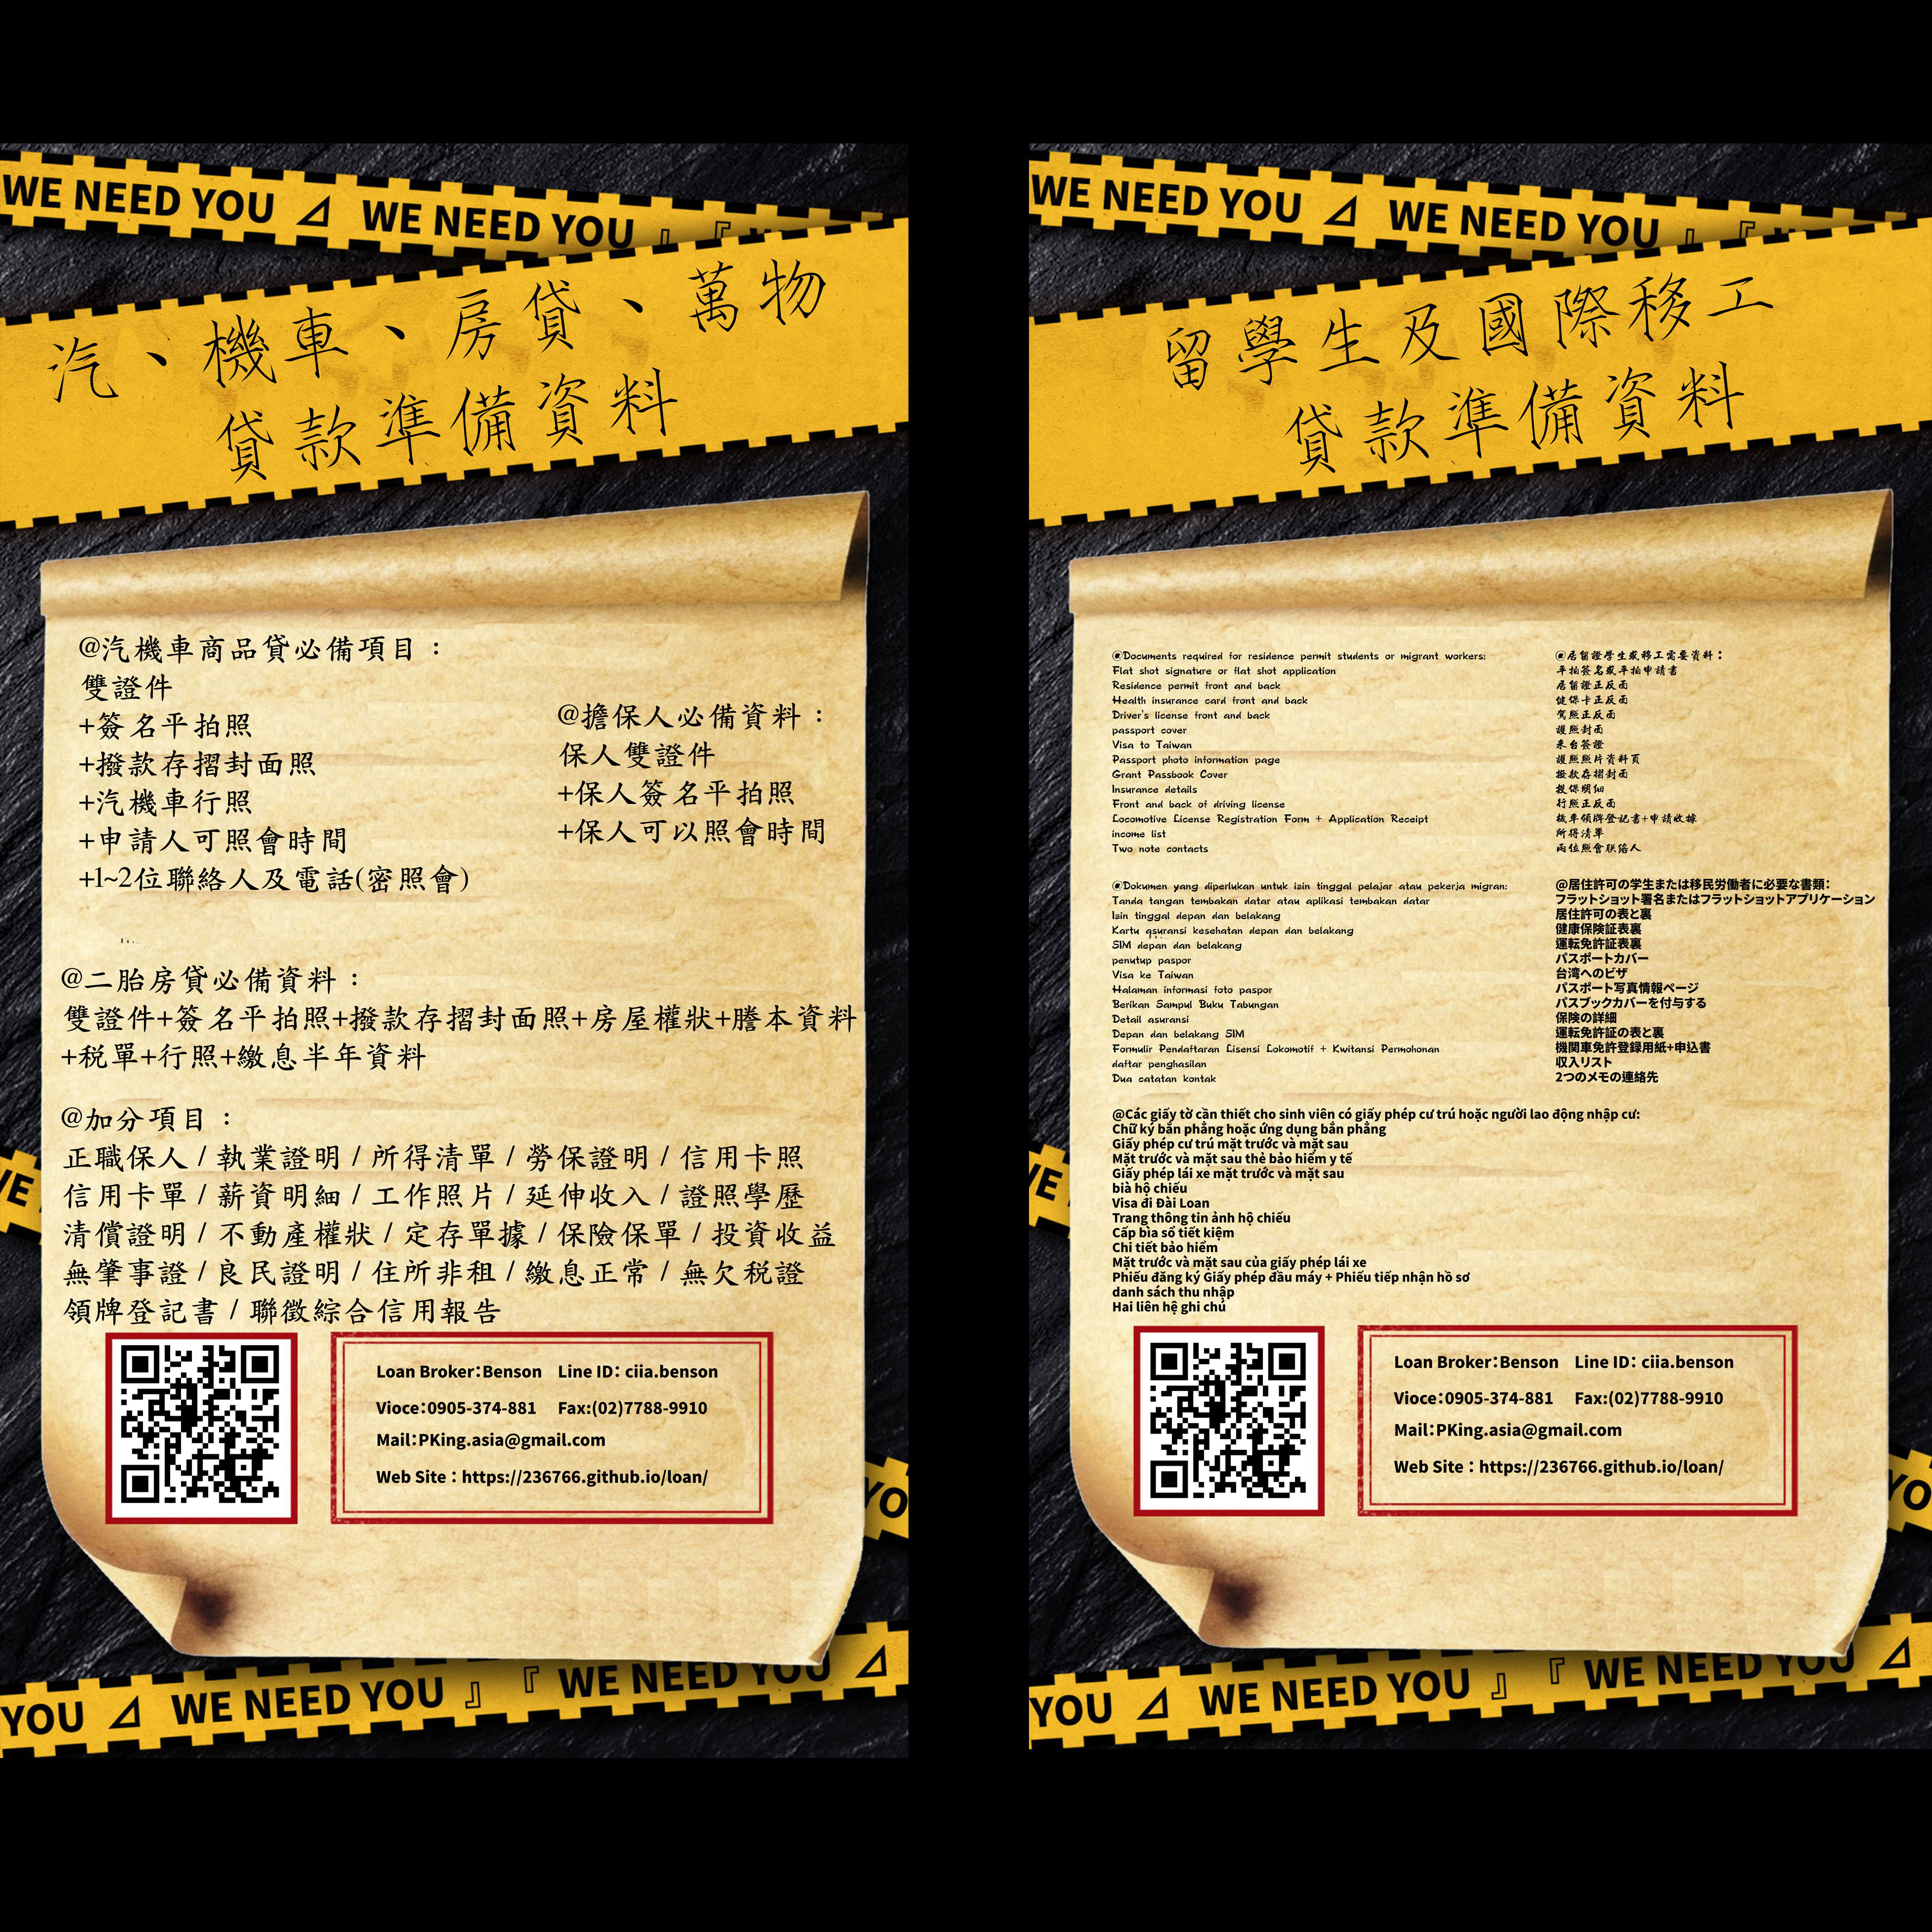 WE NEED YOU ⊿ WE NEED YOU 』『
汽、機車、房貸、萬物
貸款準備資料
@汽機車商品貸必備項目：
雙證件
+簽名平拍照
+撥款存摺封面照
+汽機車行照
+申請人可照會時間
+1~2位聯絡人及電話(密照會)
@擔保人必備資料：
保人雙證件
+保人簽名平拍照
+保人可以照會時間
@二胎房貸必備資料：
雙證件+簽名平拍照+撥款存摺封面照+房屋權狀+謄本資料
+稅單+行照+繳息半年資料
@加分項目：
正職保人 / 執業證明 / 所得清單 / 勞保證明 / 信用卡照
信用卡單 / 薪資明細 / 工作照片 / 延伸收入 / 證照學歷
清償證明 / 不動產權狀 / 定存單據 / 保險保單 / 投資收益
無肇事證 / 良民證明 / 住所非租 / 繳息正常 / 無欠稅證
領牌登記書 / 聯徵綜合信用報告
Loan Broker：Benson Line ID：ciia.benson
Vioce：0905-374-881 Fax:(02)7788-9910
Mail：PKing.asia@gmail.com
Web Site：https://236766.github.io/loan/
YO
YOU ⊿ WE NEED YOU 』『 WE NEED YOU ⊿
WE NEED YOU ⊿ WE NEED YOU 』『
留學生及國際移工
貸款準備資料
@Documents required for residence permit students or migrant workers:
Flat shot signature or flat shot application
Residence permit front and back
Health insurance card front and back
Driver's license front and back
passport cover
Visa to Taiwan
Passport photo information page
Grant Passbook Cover
Insurance details
Front and back of driving license
Locomotive License Registration Form + Application Receipt
income list
Two note contacts
@居留證學生或移工需要資料：
平拍簽名或平拍申請書
居留證正反面
健保卡正反面
駕照正反面
護照封面
來台簽證
護照照片資料頁
撥款存摺封面
投保明細
行照正反面
機車領牌登記書+申請收據
所得清單
兩位照會联络人
@Dokumen yang diperlukan untuk izin tinggal pelajar atau pekerja migran:
Tanda tangan tembakan datar atau aplikasi tembakan datar
Izin tinggal depan dan belakang
Kartu asuransi kesehatan depan dan belakang
SIM depan dan belakang
penutup paspor
Visa ke Taiwan
Halaman informasi foto paspor
Berikan Sampul Buku Tabungan
Detail asuransi
Depan dan belakang SIM
Formulir Pendaftaran Lisensi Lokomotif + Kwitansi Permohonan
daftar penghasilan
Dua catatan kontak
@居住許可の学生または移民労働者に必要な書類：
フラットショット署名またはフラットショットアプリケーション
居住許可の表と裏
健康保険証表裏
運転免許証表裏
パスポートカバー
台湾へのビザ
パスポート写真情報ページ
パスブックカバーを付与する
保険の詳細
運転免許証の表と裏
機関車免許登録用紙+申込書
収入リスト
2つのメモの連絡先
@Các giấy tờ cần thiết cho sinh viên có giấy phép cư trú hoặc người lao động nhập cư:
Chữ ký bắn phẳng hoặc ứng dụng bắn phẳng
Giấy phép cư trú mặt trước và mặt sau
Mặt trước và mặt sau thẻ bảo hiểm y tế
Giấy phép lái xe mặt trước và mặt sau
bià hộ chiếu
Visa đi Đài Loan
Trang thông tin ảnh hộ chiếu
Cấp bìa sổ tiết kiệm
Chi tiết bảo hiểm
Mặt trước và mặt sau của giấy phép lái xe
Phiếu đăng ký Giấy phép đầu máy + Phiếu tiếp nhận hồ sơ
danh sách thu nhập
Hai liên hệ ghi chú
Loan Broker：Benson Line ID：ciia.benson
Vioce：0905-374-881 Fax:(02)7788-9910
Mail：PKing.asia@gmail.com
Web Site：https://236766.github.io/loan/
YO
YOU ⊿ WE NEED YOU 』『 WE NEED YOU ⊿